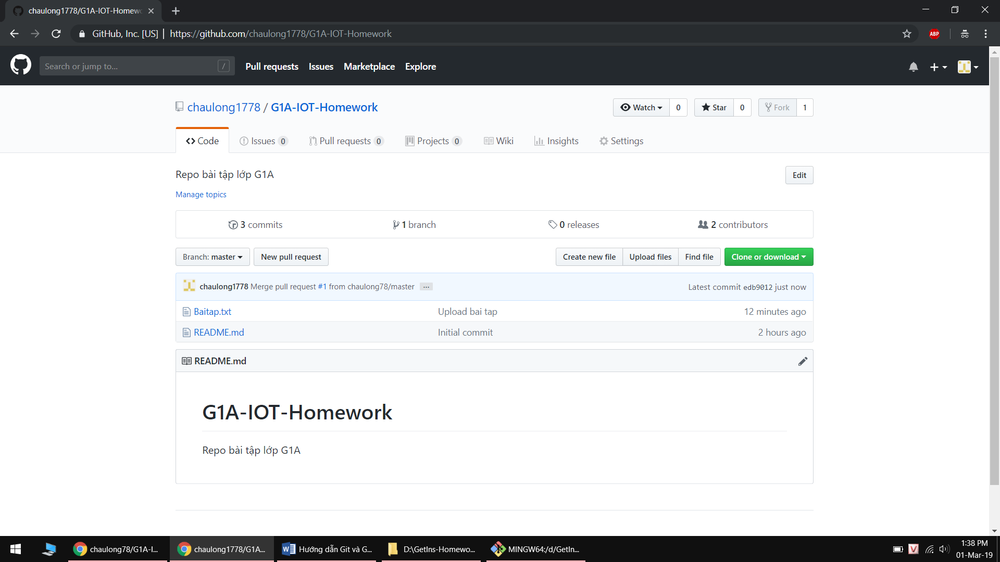 chaulong1778/G1A-IOT-Homew
GitHub, Inc. [US] | https://github.com/chaulong1778/G1A-IOT-Homework
ABP
Search or jump to... /
Pull requests Issues Marketplace Explore
chaulong1778 / G1A-IOT-Homework
Watch 0 Star 0 Fork 1
Code Issues 0 Pull requests 0 Projects 0 Wiki Insights Settings
Repo bài tập lớp G1A
Edit
Manage topics
3 commits 1 branch 0 releases 2 contributors
Branch: master New pull request Create new file Upload files Find file Clone or download
chaulong1778 Merge pull request #1 from chaulong78/master ... Latest commit edb9012 just now
Baitap.txt Upload bai tap 12 minutes ago
README.md Initial commit 2 hours ago
README.md
G1A-IOT-Homework
Repo bài tập lớp G1A
chaulong78/G1A-I... chaulong1778/G1A... Hướng dẫn Git và G... D:\GetIns-Homewo... MINGW64:/d/GetIn...
1:38 PM
01-Mar-19